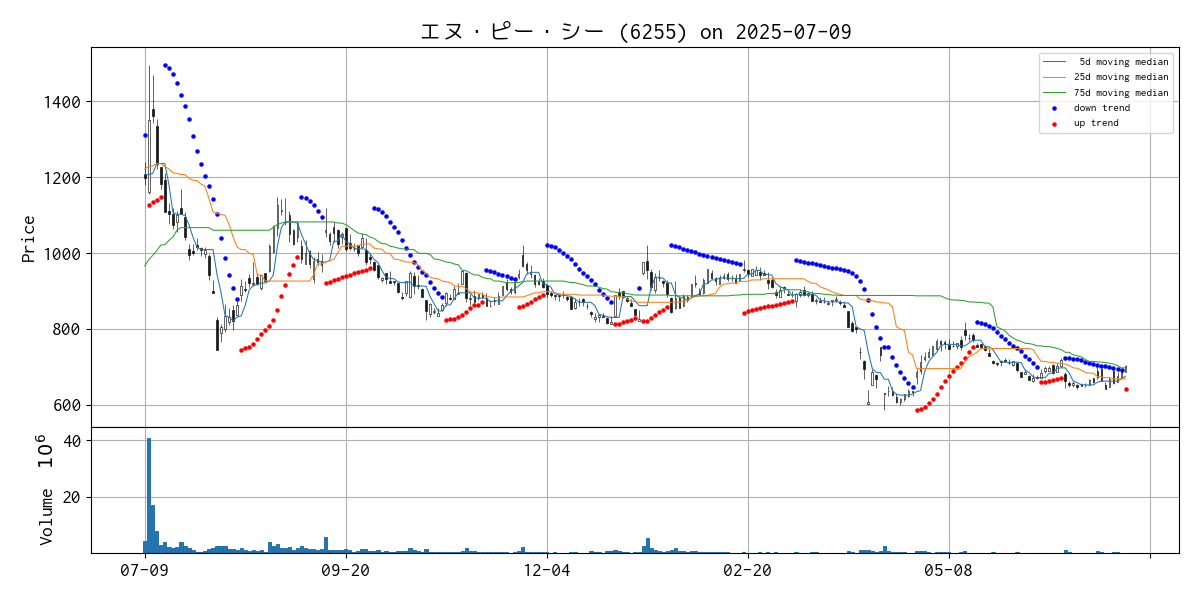 エヌ・ピー・シー (6255) on 2025-07-09
5d moving median
25d moving median
75d moving median
down trend
up trend
Price
1400
1200
1000
800
600
Volume 10^6
40
20
07-09
09-20
12-04
02-20
05-08